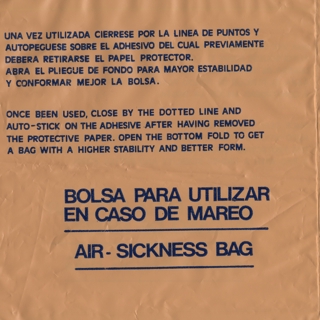 UNA VEZ UTILIZADA CIERRESE POR LA LINEA DE PUNTOS Y
AUTOPEGUESE SOBRE EL ADHESIVO DEL CUAL PREVIAMENTE
DEBERA RETIRARSE EL PAPEL PROTECTOR.
ABRA EL PLIEGUE DE FONDO PARA MAYOR ESTABILIDAD
Y CONFORMAR MEJOR LA BOLSA.
ONCE BEEN USED, CLOSE BY THE DOTTED LINE AND
AUTO-STICK ON THE ADHESIVE AFTER HAVING REMOVED
THE PROTECTIVE PAPER. OPEN THE BOTTOM FOLD TO GET
A BAG WITH A HIGHER STABILITY AND BETTER FORM.
BOLSA PARA UTILIZAR
EN CASO DE MAREO
AIR - SICKNESS BAG